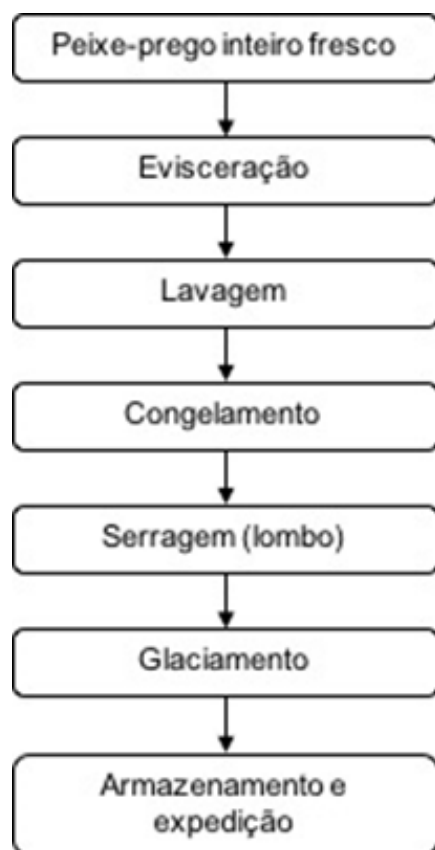 Peixe-prego inteiro fresco
Evisceração
Lavagem
Congelamento
Serragem (lombo)
Glaciamento
Armazenamento e
expedição